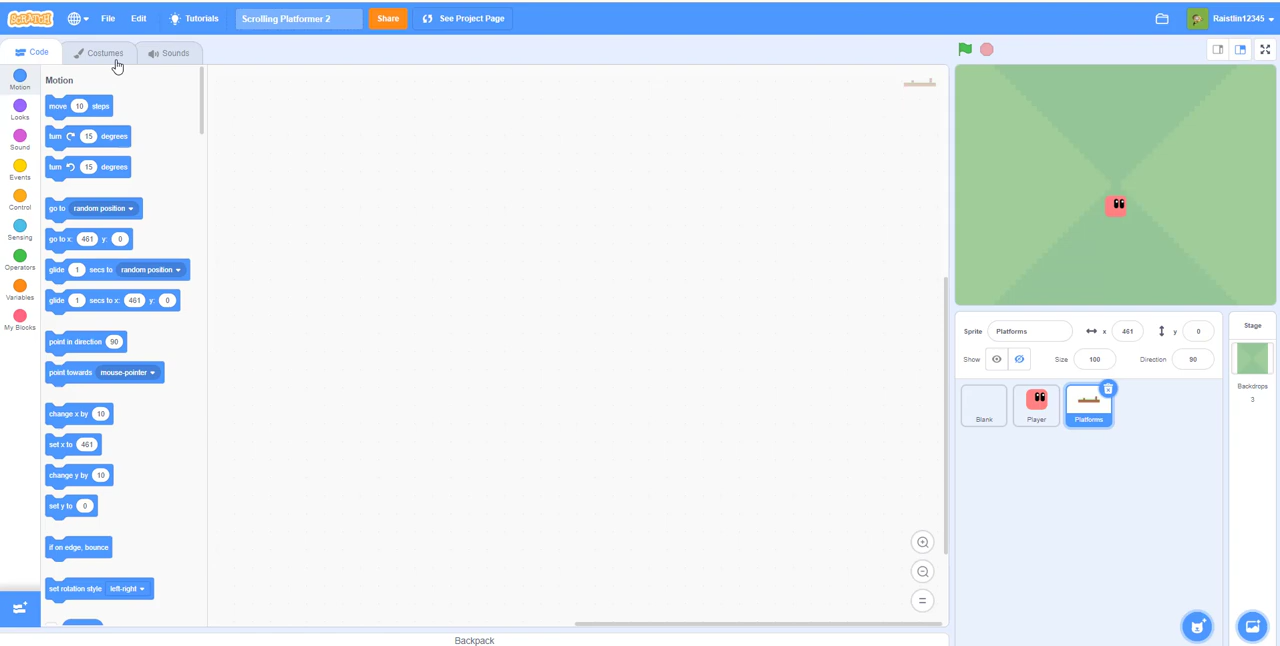 SCRATCH File Edit Tutorials Scrolling Platformer 2 Share See Project Page Raistlin12345
Code Costumes Sounds
Motion
Looks
Sound
Events
Control
Sensing
Operators
Variables
My Blocks
Motion
move 10 steps
turn 15 degrees
turn 15 degrees
go to random position
go to x: 461 y: 0
glide 1 secs to random position
glide 1 secs to x: 461 y: 0
point in direction 90
point towards mouse-pointer
change x by 10
set x to 461
change y by 10
set y to 0
if on edge, bounce
set rotation style left-right
Sprite Platforms x 461 y 0
Show Size 100 Direction 90
Blank Player Platforms
Stage
Backdrops
3
Backpack